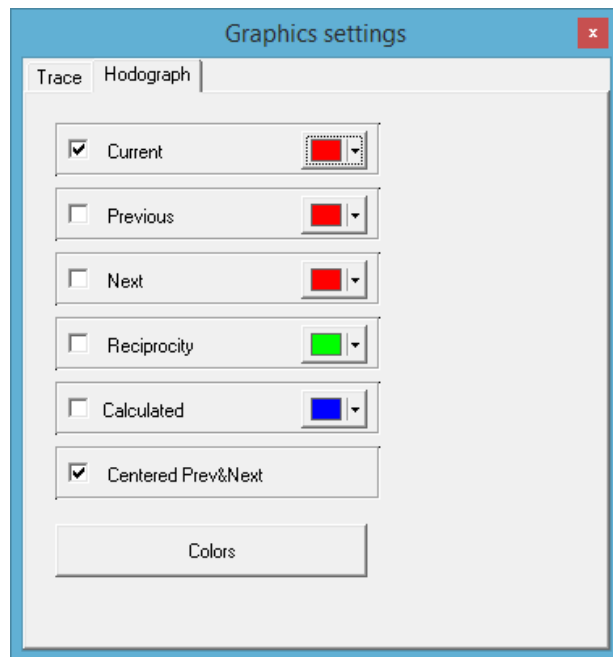 Graphics settings
x
Trace
Hodograph
Current
Previous
Next
Reciprocity
Calculated
Centered Prev&Next
Colors